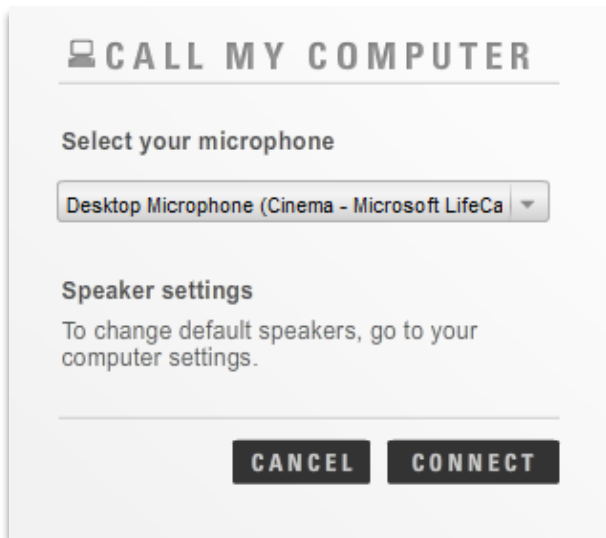 CALL MY COMPUTER
Select your microphone
Desktop Microphone (Cinema - Microsoft LifeCa
Speaker settings
To change default speakers, go to your
computer settings.
CANCEL CONNECT